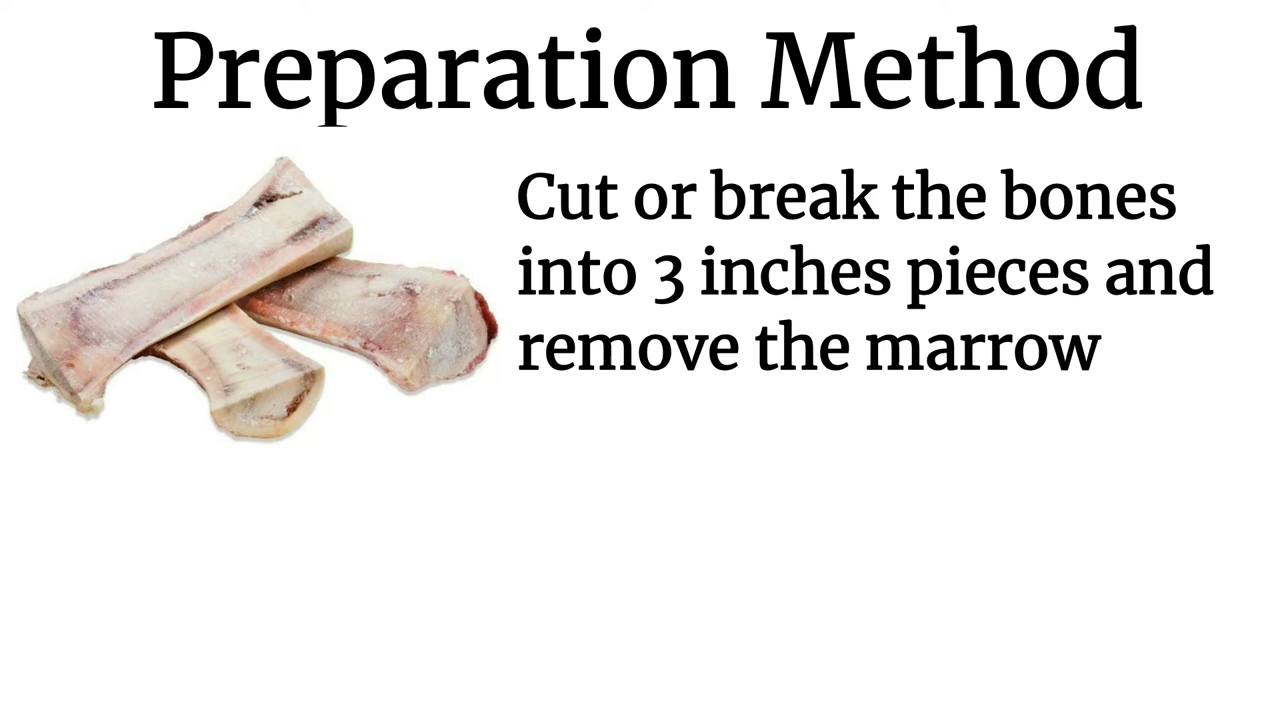 Preparation Method
Cut or break the bones
into 3 inches pieces and
remove the marrow